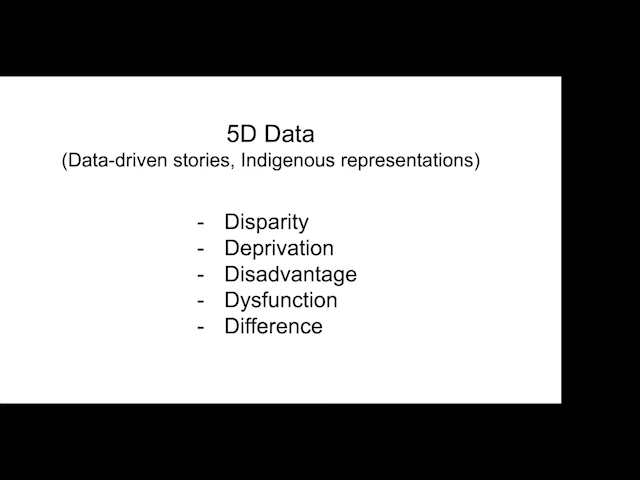 5D Data
(Data-driven stories, Indigenous representations)
- Disparity
- Deprivation
- Disadvantage
- Dysfunction
- Difference